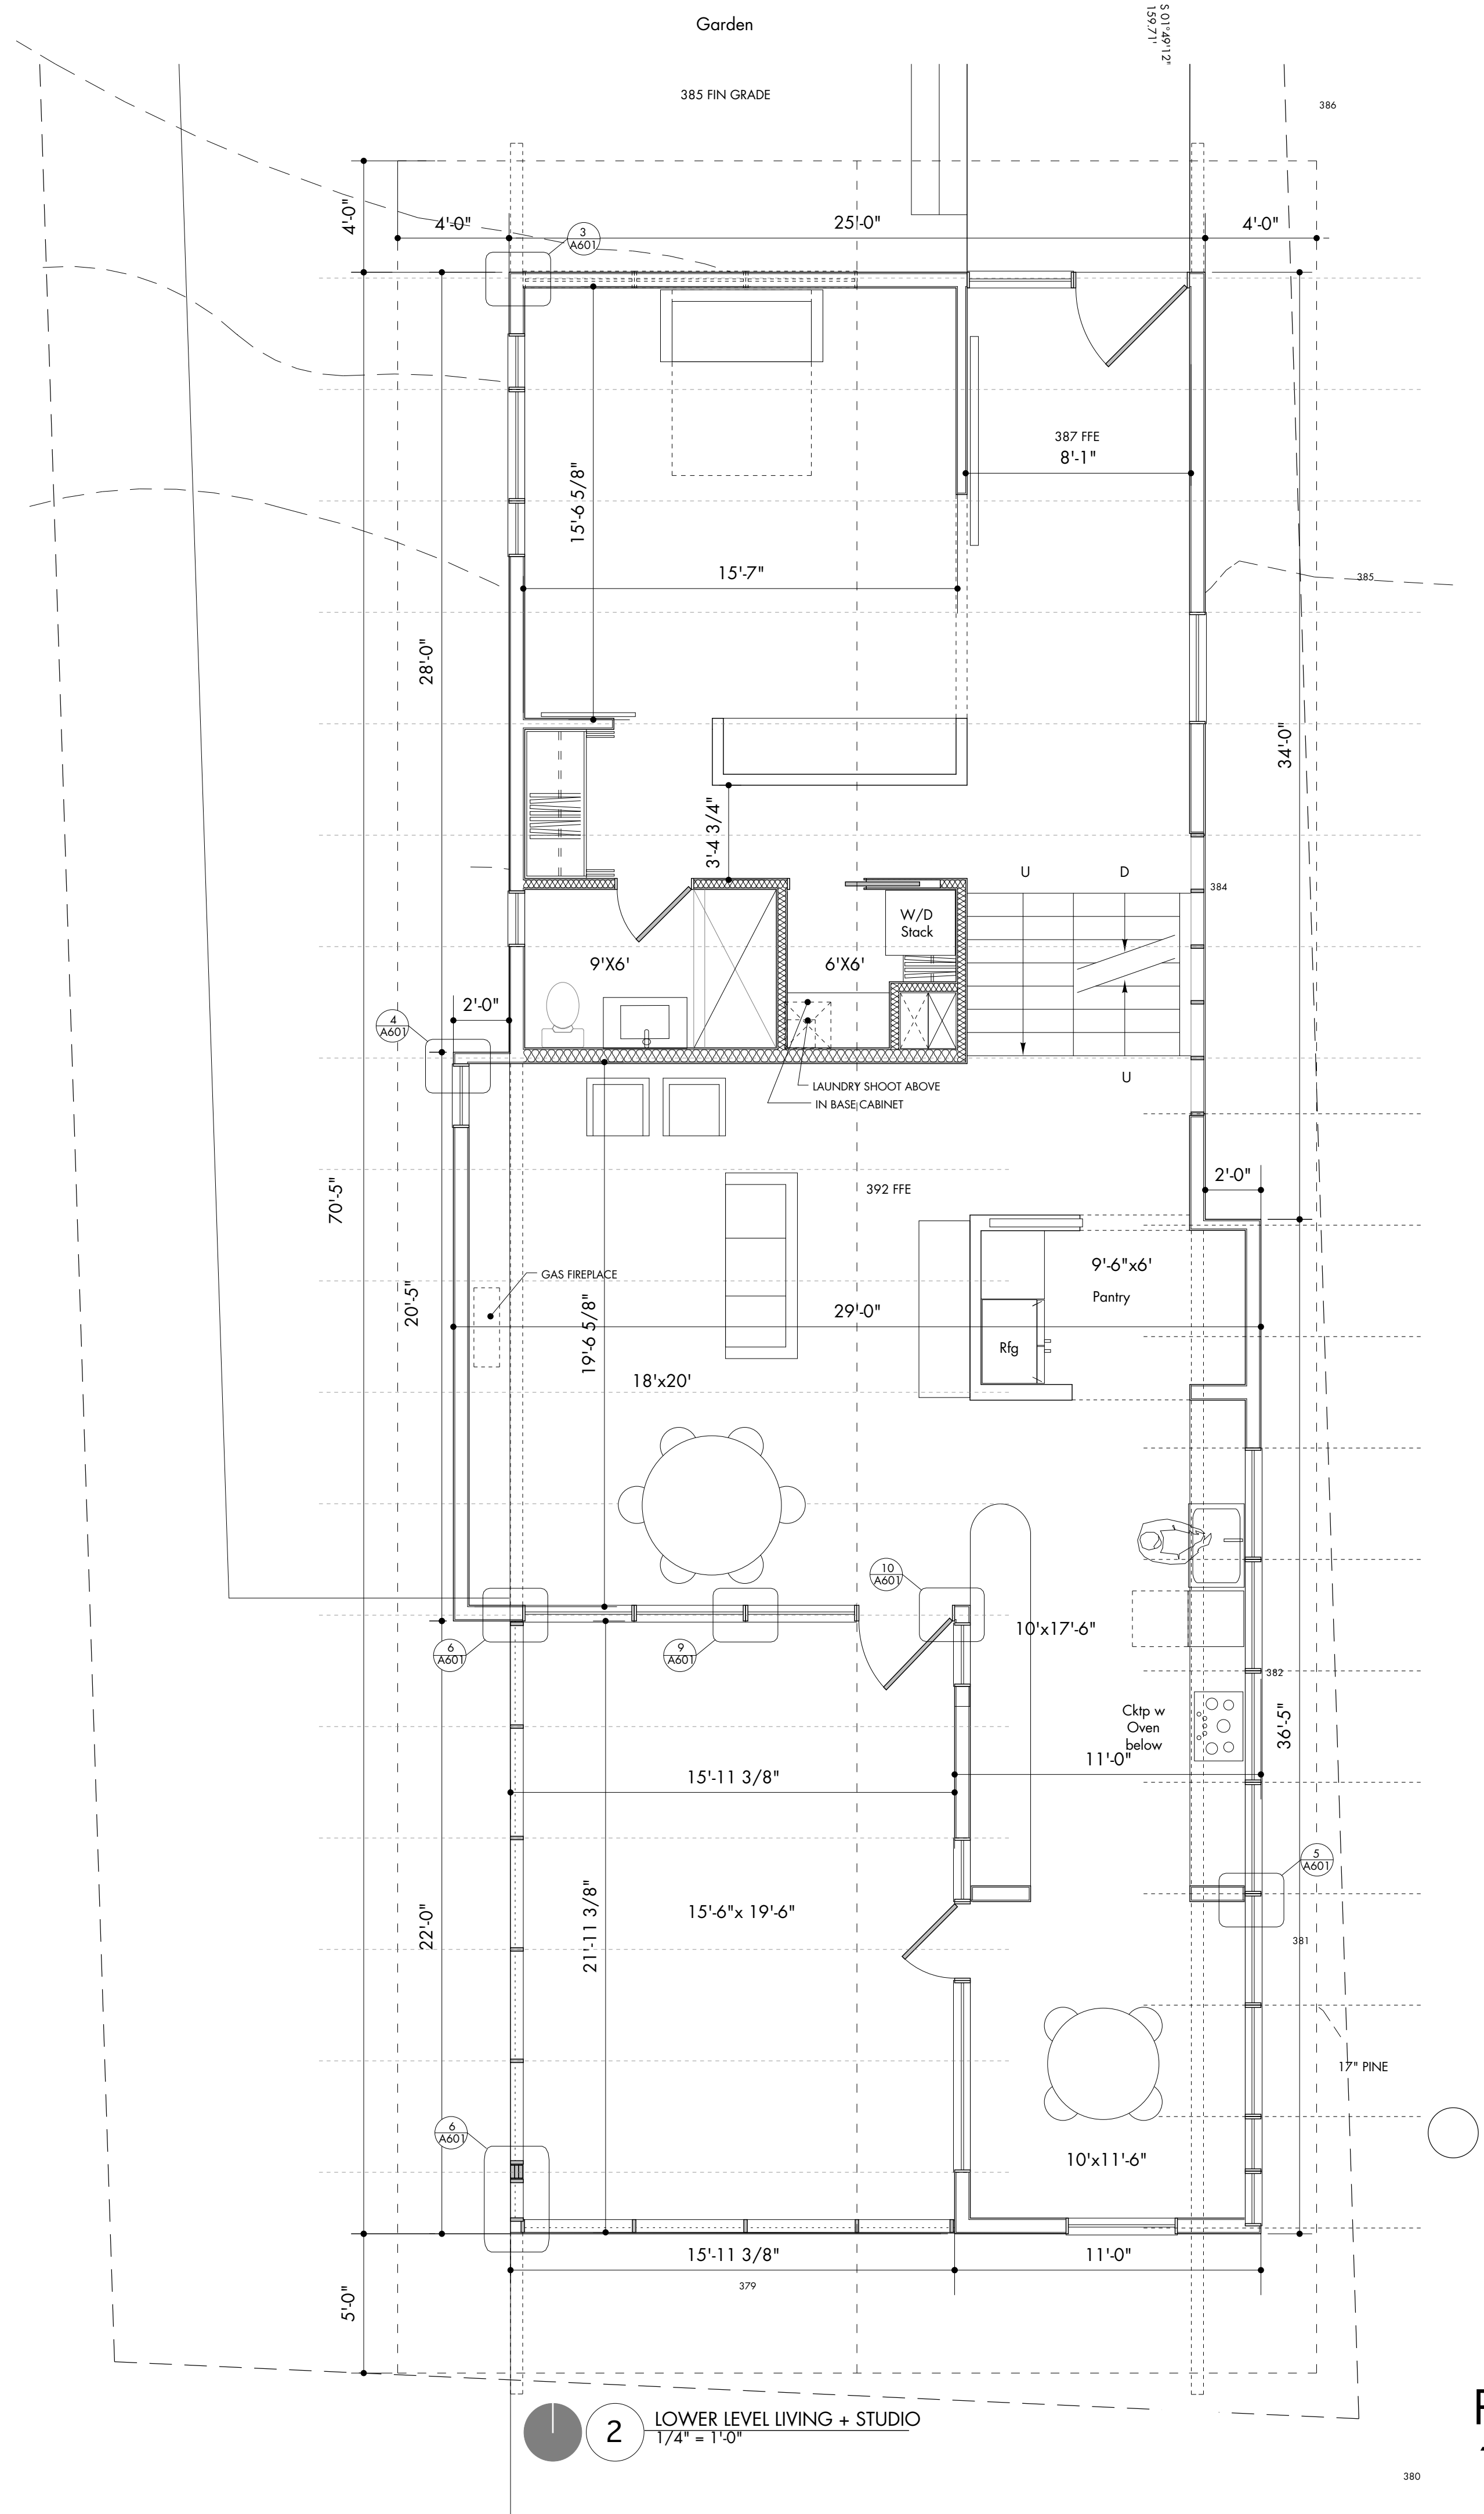 Garden
S 01°49'12"
159.71'
385 FIN GRADE
386
4'-0"
4'-0"
25'-0"
4'-0"
3
A601
387 FFE
8'-1"
15'-6 5/8"
15'-7"
385
28'-0"
34'-0"
3'-4 3/4"
U
D
384
W/D
Stack
9'X6'
6'X6'
2'-0"
4
A601
U
LAUNDRY SHOOT ABOVE
IN BASE CABINET
2'-0"
70'-5"
392 FFE
9'-6"x6'
Pantry
GAS FIREPLACE
20'-5"
19'-6 5/8"
29'-0"
Rfg
18'x20'
10
A601
6
A601
9
A601
10'x17'-6"
382
Cktp w
Oven
below
36'-5"
11'-0"
15'-11 3/8"
5
A601
22'-0"
21'-11 3/8"
15'-6"x 19'-6"
381
17" PINE
6
A601
10'x11'-6"
15'-11 3/8"
11'-0"
379
5'-0"
2
LOWER LEVEL LIVING + STUDIO
1/4" = 1'-0"
380